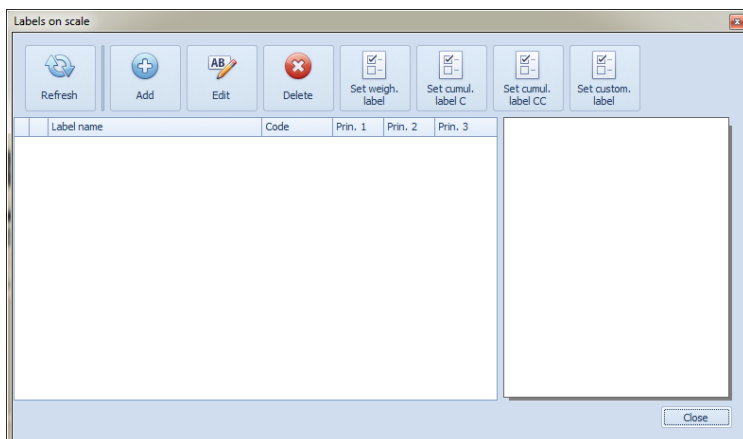 Labels on scale
Refresh
Add
AB
Edit
Delete
Set weigh.
label
Set cumul.
label C
Set cumul.
label CC
Set custom.
label
Label name Code Prin. 1 Prin. 2 Prin. 3
Close